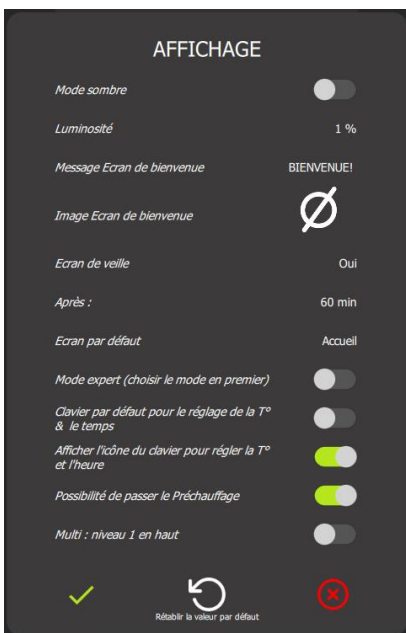 AFFICHAGE
Mode sombre
Luminosité 1 %
Message Ecran de bienvenue BIENVENUE!
Image Ecran de bienvenue
Ecran de veille Oui
Après : 60 min
Ecran par défaut Accueil
Mode expert (choisir le mode en premier)
Clavier par défaut pour le réglage de la T°
& le temps
Afficher l'icône du clavier pour régler la T°
et l'heure
Possibilité de passer le Préchauffage
Multi : niveau 1 en haut
Rétablir la valeur par défaut